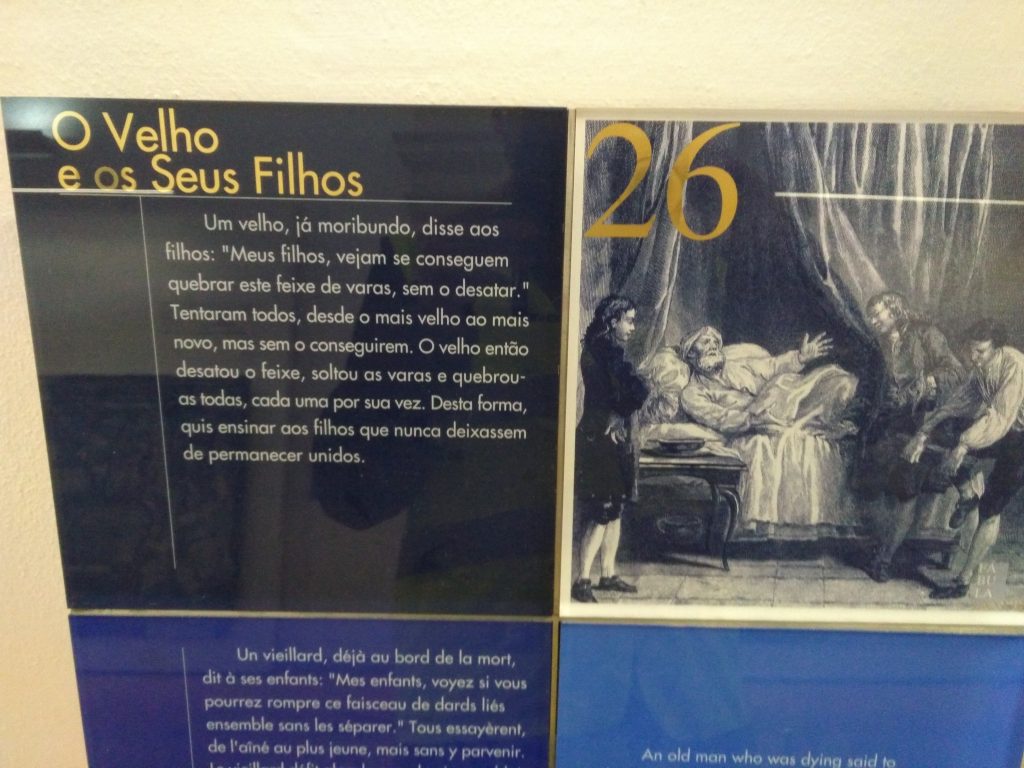 O Velho
e os Seus Filhos
Um velho, já moribundo, disse aos
filhos: "Meus filhos, vejam se conseguem
quebrar este feixe de varas, sem o desatar."
Tentaram todos, desde o mais velho ao mais
novo, mas sem o conseguirem. O velho então
desatou o feixe, soltou as varas e quebrou-
as todas, cada uma por sua vez. Desta forma,
quis ensinar aos filhos que nunca deixassem
de permanecer unidos.
26
FA
BU
LA
Un vieillard, déjà au bord de la mort,
dit à ses enfants: "Mes enfants, voyez si vous
pourrez rompre ce faisceau de dards liés
ensemble sans les séparer." Tous essayèrent,
de l'aîné au plus jeune, mais sans y parvenir.
An old man who was dying said to